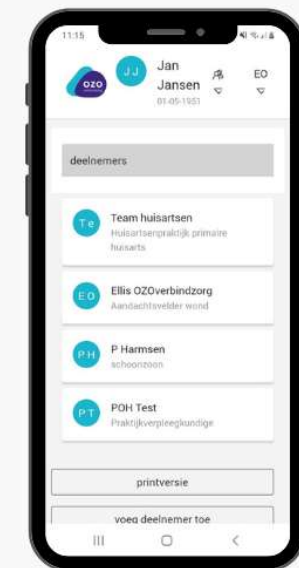 11:15
ozo
JJ
Jan
Jansen
01-05-1951
EO
deelnemers
Te
Team huisartsen
Huisartsenpraktijk primaire
huisarts
EO
Ellis OZOverbindzorg
Aandachtsvelder wond
PH
P Harmsen
schoonzoon
PT
POH Test
Praktijkverpleegkundige
printversie
voeg deelnemer toe